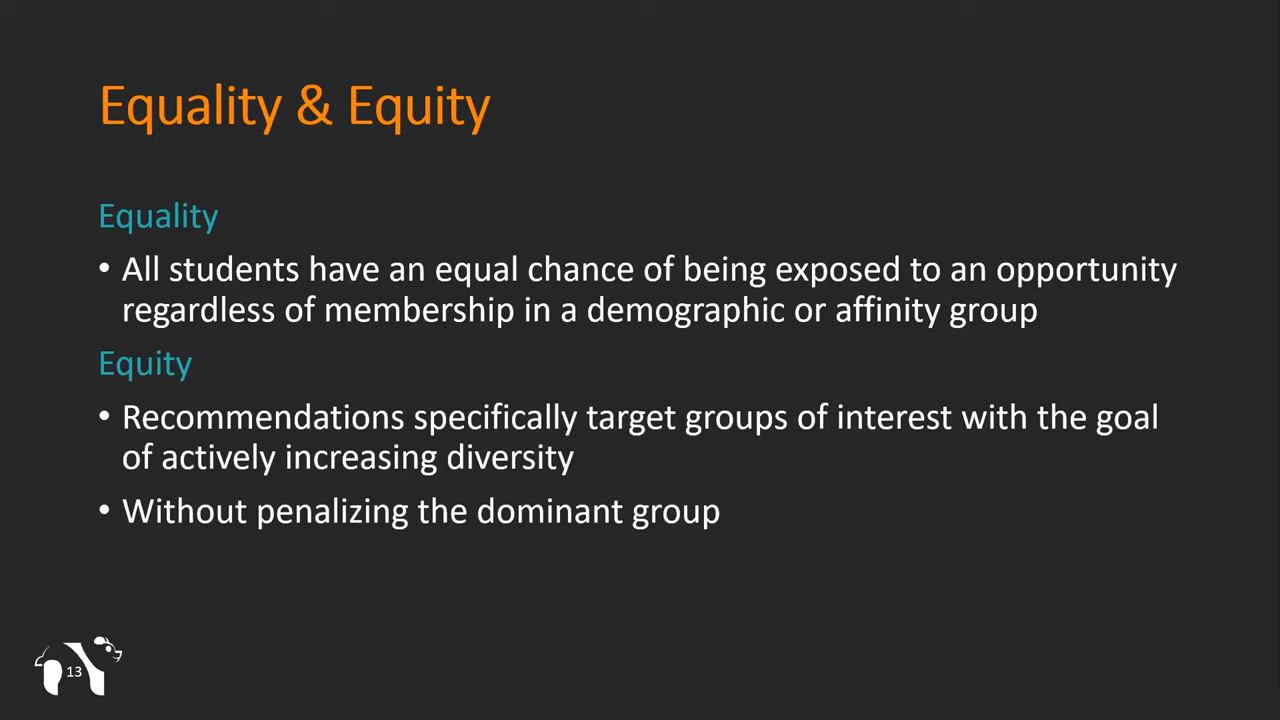 Equality & Equity
Equality
• All students have an equal chance of being exposed to an opportunity
regardless of membership in a demographic or affinity group
Equity
• Recommendations specifically target groups of interest with the goal
of actively increasing diversity
• Without penalizing the dominant group
13